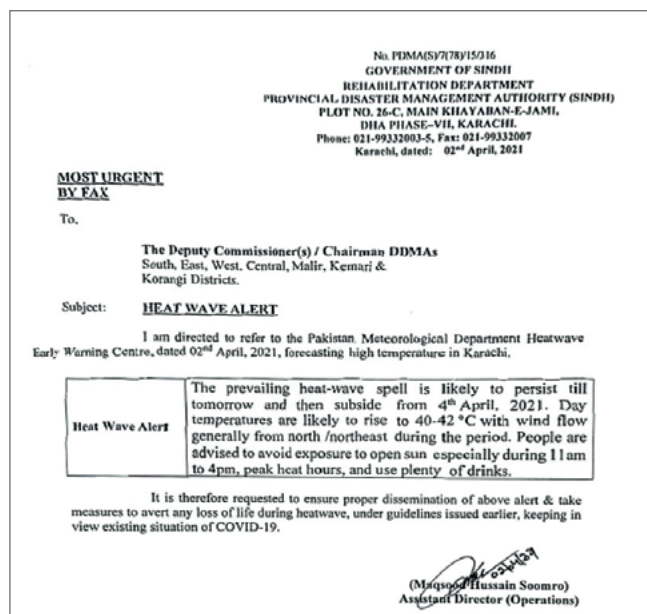 No. PDMA(S)/7(78)/15/316
GOVERNMENT OF SINDH
REHABILITATION DEPARTMENT
PROVINCIAL DISASTER MANAGEMENT AUTHORITY (SINDH)
PLOT NO. 26-C, MAIN KHAYABAN-E-JAMI,
DHA PHASE–VII, KARACHI.
Phone: 021-99332003-5, Fax: 021-99332007
Karachi, dated: 02nd April, 2021
MOST URGENT
BY FAX
To,
The Deputy Commissioner(s) / Chairman DDMAs
South, East, West, Central, Malir, Kemari &
Korangi Districts.
Subject: HEAT WAVE ALERT
I am directed to refer to the Pakistan Meteorological Department Heatwave
Early Warning Centre, dated 02nd April, 2021, forecasting high temperature in Karachi.
Heat Wave Alert
The prevailing heat-wave spell is likely to persist till
tomorrow and then subside from 4th April, 2021. Day
temperatures are likely to rise to 40-42 °C with wind flow
generally from north /northeast during the period. People are
advised to avoid exposure to open sun especially during 11am
to 4pm, peak heat hours, and use plenty of drinks.
It is therefore requested to ensure proper dissemination of above alert & take
measures to avert any loss of life during heatwave, under guidelines issued earlier, keeping in
view existing situation of COVID-19.
(Maqsood Hussain Soomro)
Assistant Director (Operations)